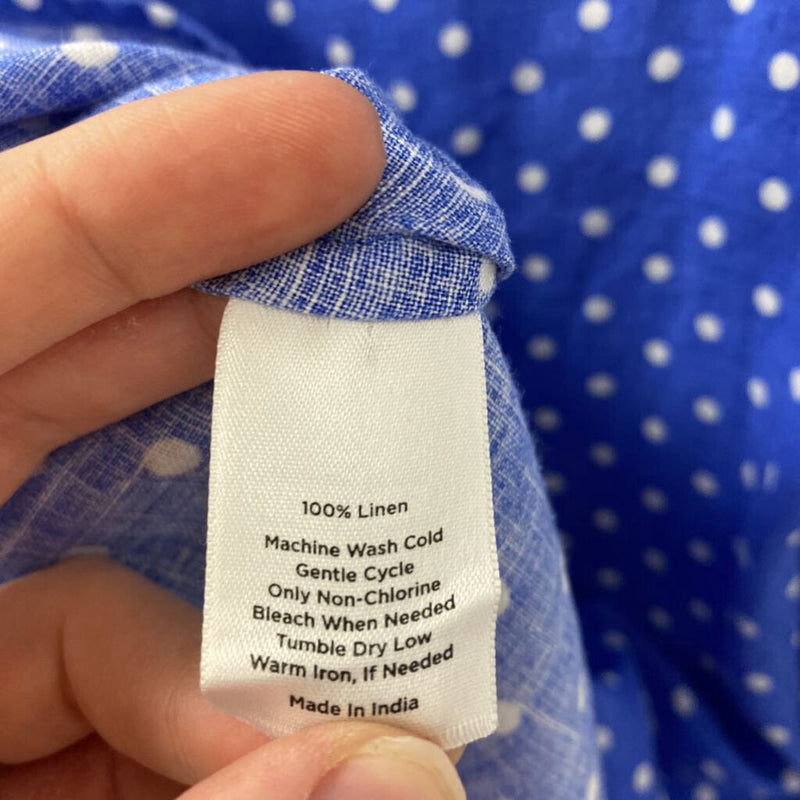 100% Linen
Machine Wash Cold
Gentle Cycle
Only Non-Chlorine
Bleach When Needed
Tumble Dry Low
Warm Iron, If Needed
Made In India